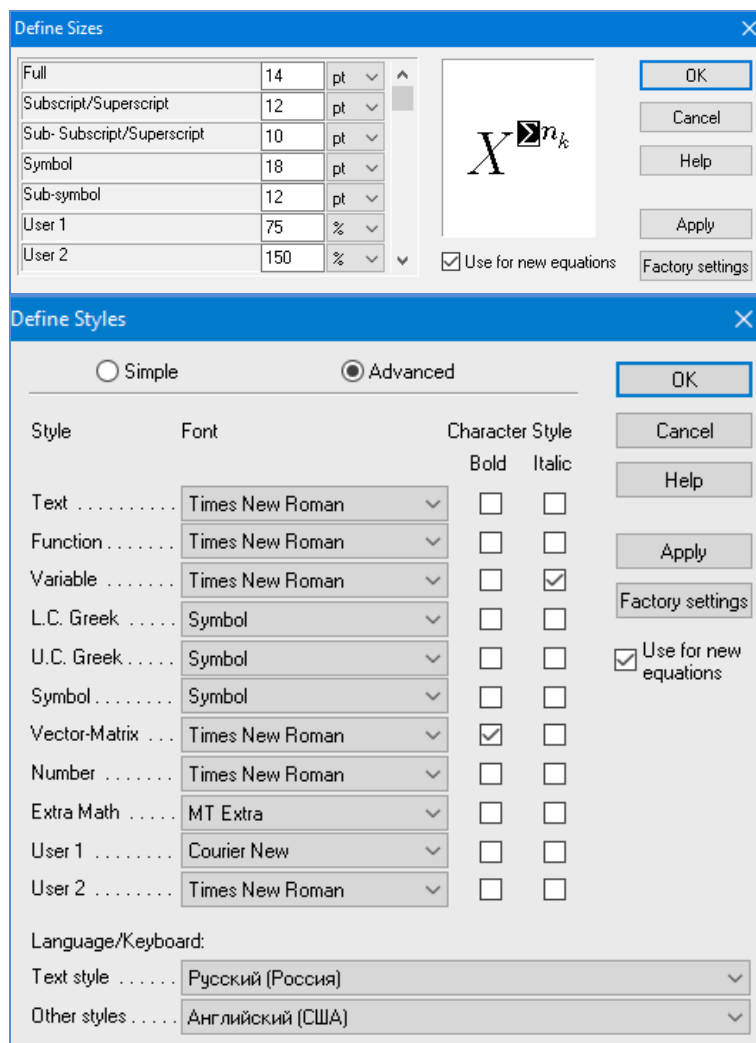 Define Sizes
Full 14 pt
Subscript/Superscript 12 pt
Sub- Subscript/Superscript 10 pt
Symbol 18 pt
Sub-symbol 12 pt
User 1 75 %
User 2 150 %
X Σ n k
Use for new equations
OK
Cancel
Help
Apply
Factory settings
Define Styles
Simple Advanced
Style Font Character Style
Bold Italic
Text .......... Times New Roman
Function ....... Times New Roman
Variable ....... Times New Roman
L.C. Greek ..... Symbol
U.C. Greek ..... Symbol
Symbol ........ Symbol
Vector-Matrix ... Times New Roman
Number ....... Times New Roman
Extra Math ..... MT Extra
User 1 ........ Courier New
User 2 ........ Times New Roman
OK
Cancel
Help
Apply
Factory settings
Use for new
equations
Language/Keyboard:
Text style ...... Русский (Россия)
Other styles ..... Английский (США)